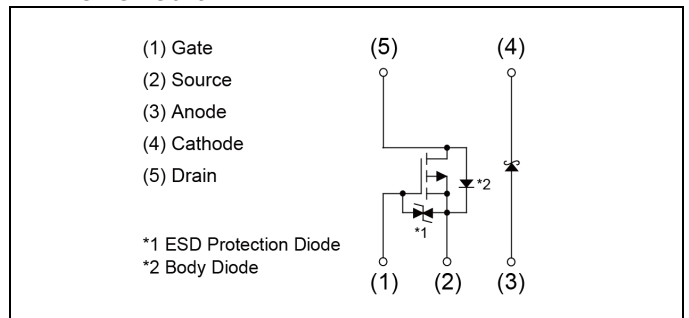 (1) Gate
(2) Source
(3) Anode
(4) Cathode
(5) Drain
*1 ESD Protection Diode
*2 Body Diode
(5) (4)
*2
*1
(1) (2) (3)